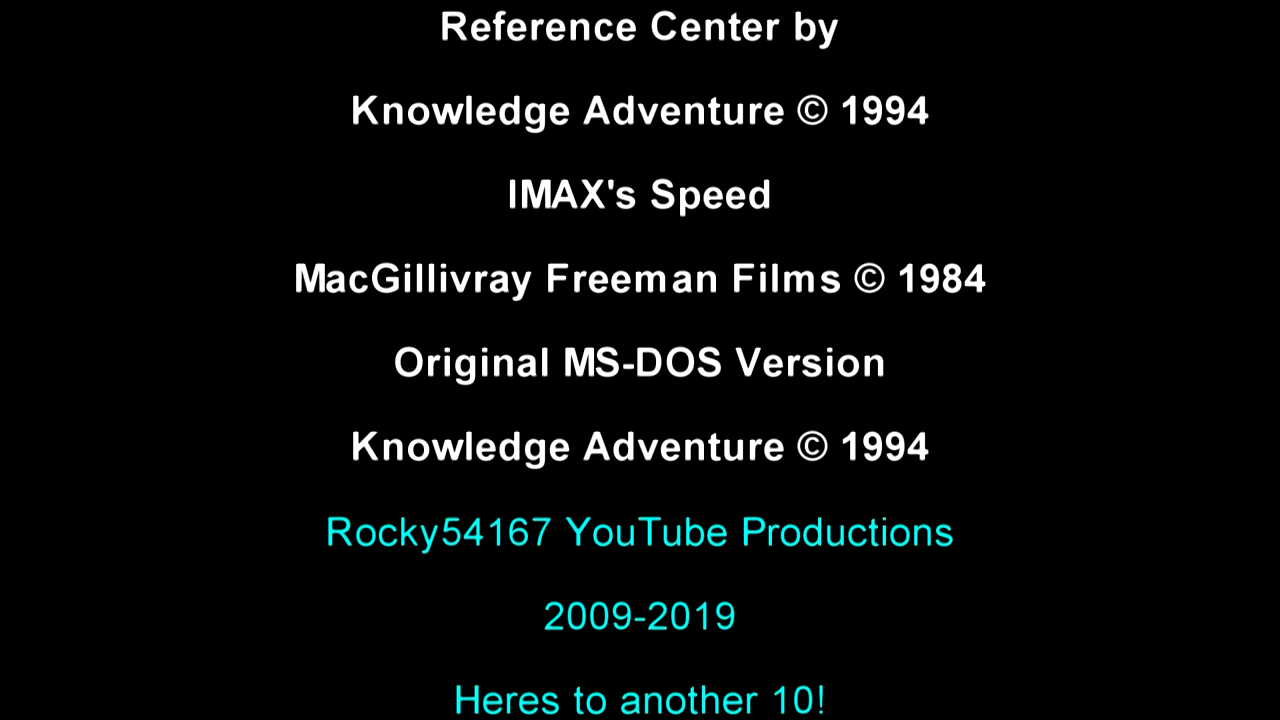 Reference Center by
Knowledge Adventure © 1994
IMAX's Speed
MacGillivray Freeman Films © 1984
Original MS-DOS Version
Knowledge Adventure © 1994
Rocky54167 YouTube Productions
2009-2019
Heres to another 10!